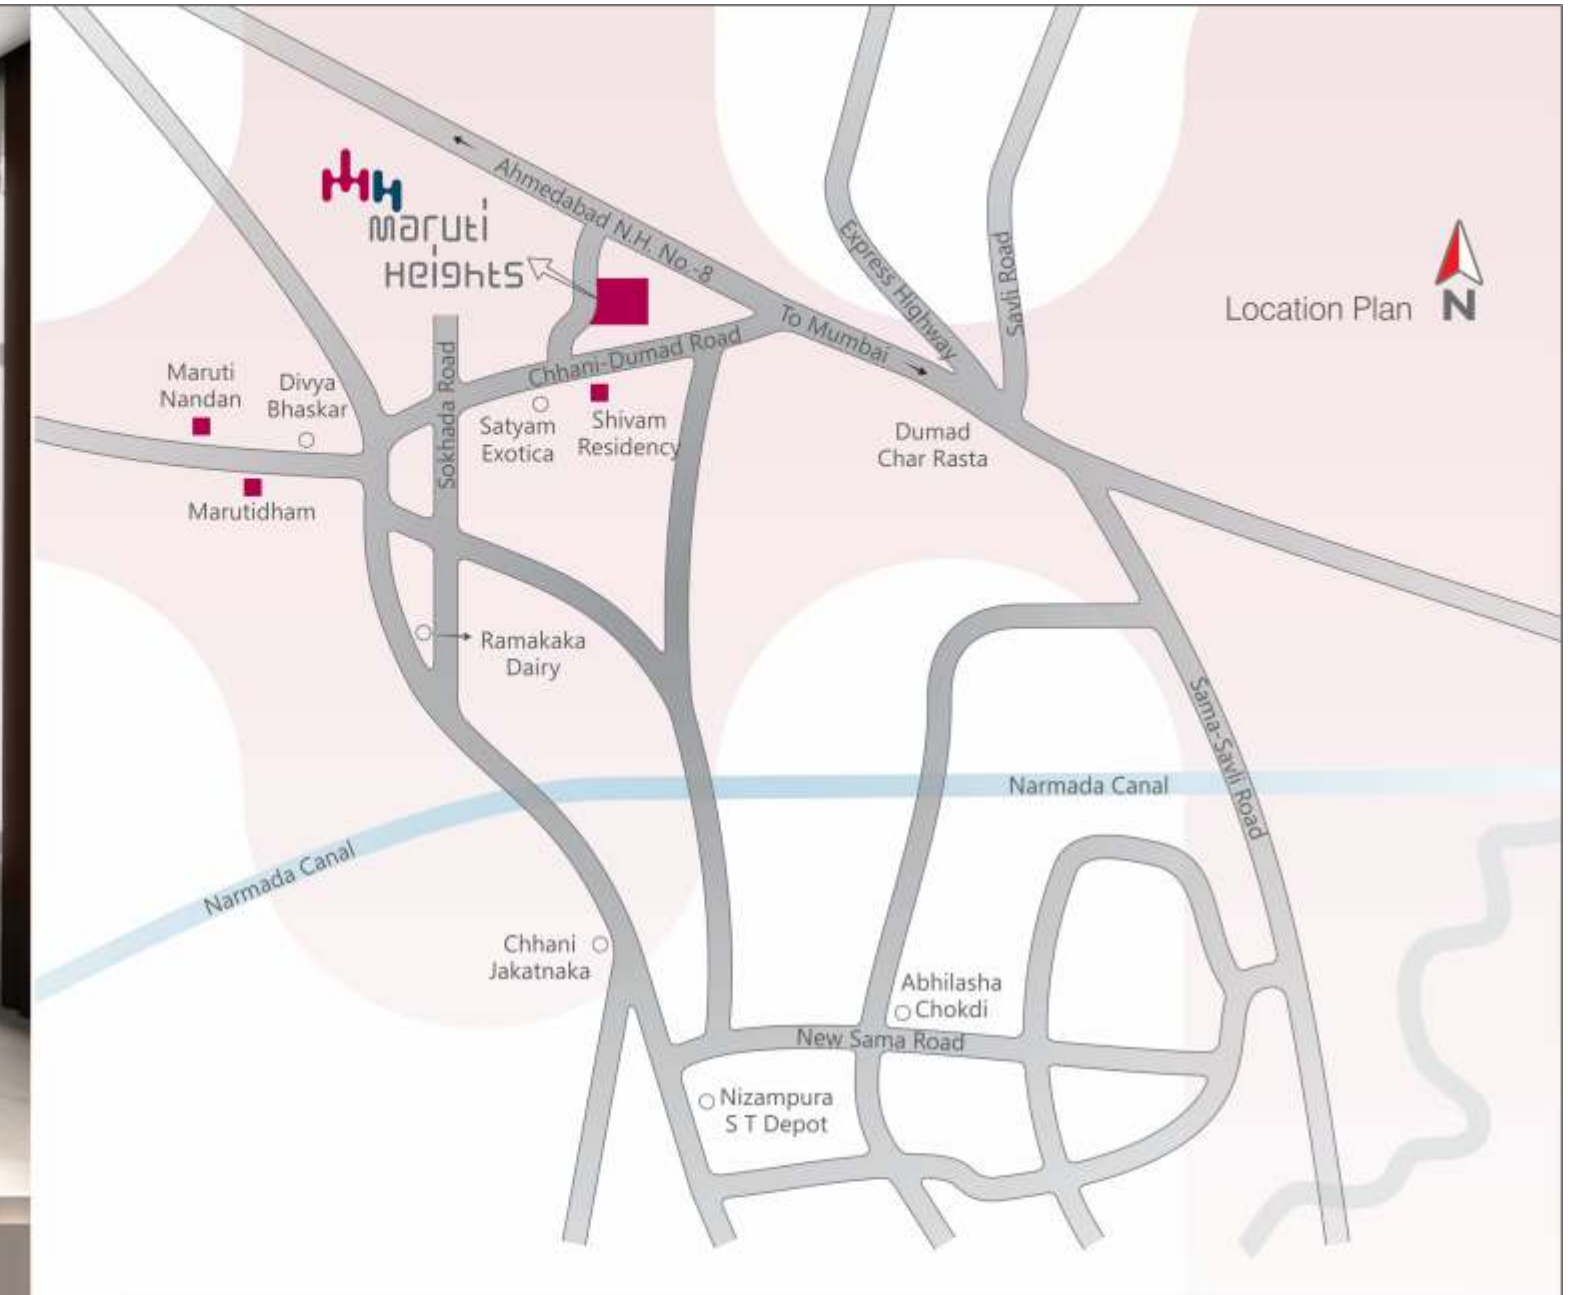 Ahmedabad N.H. No.-8
maruti
Heights
Express Highway
Savli Road
Location Plan
N
To Mumbai
Chhani-Dumad Road
Sokhada Road
Maruti
Nandan
Divya
Bhaskar
Satyam
Exotica
Shivam
Residency
Dumad
Char Rasta
Marutidham
Ramakaka
Dairy
Sama-Savli Road
Narmada Canal
Narmada Canal
Chhani
Jakatnaka
Abhilasha
Chokdi
New Sama Road
Nizampura
S T Depot